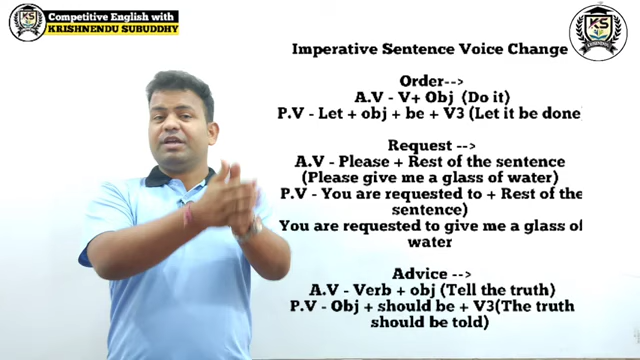 Competitive English with
KRISHNENDU SUBUDDHY
KS
KS
Imperative Sentence Voice Change
Order-->
A.V - V+ Obj (Do it)
P.V - Let + obj + be + V3 (Let it be done
Request -->
A.V - Please + Rest of the sentence
(Please give me a glass of water)
P.V - You are requested to + Rest of the
sentence)
You are requested to give me a glass of
water
Advice -->
A.V - Verb + obj (Tell the truth)
P.V - Obj + should be + V3(The truth
should be told)